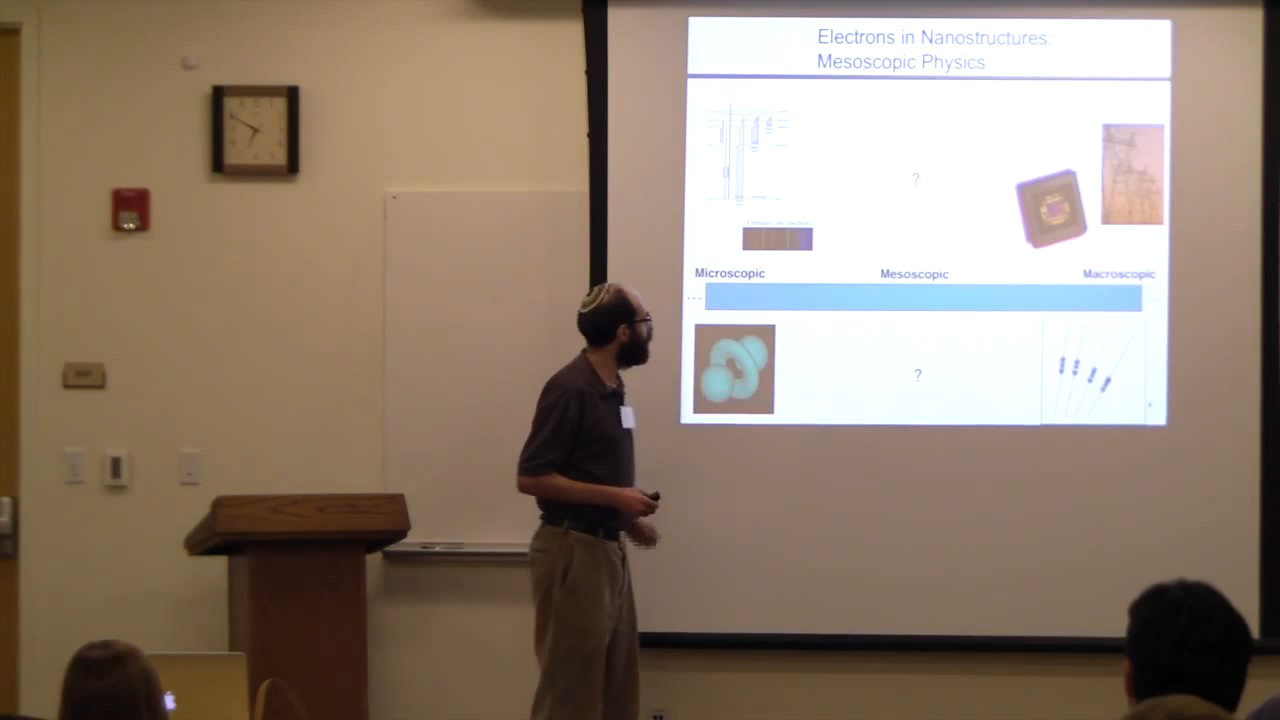 Electrons in Nanostructures:
Mesoscopic Physics
?
Microscopic
Mesoscopic
Macroscopic
...
?